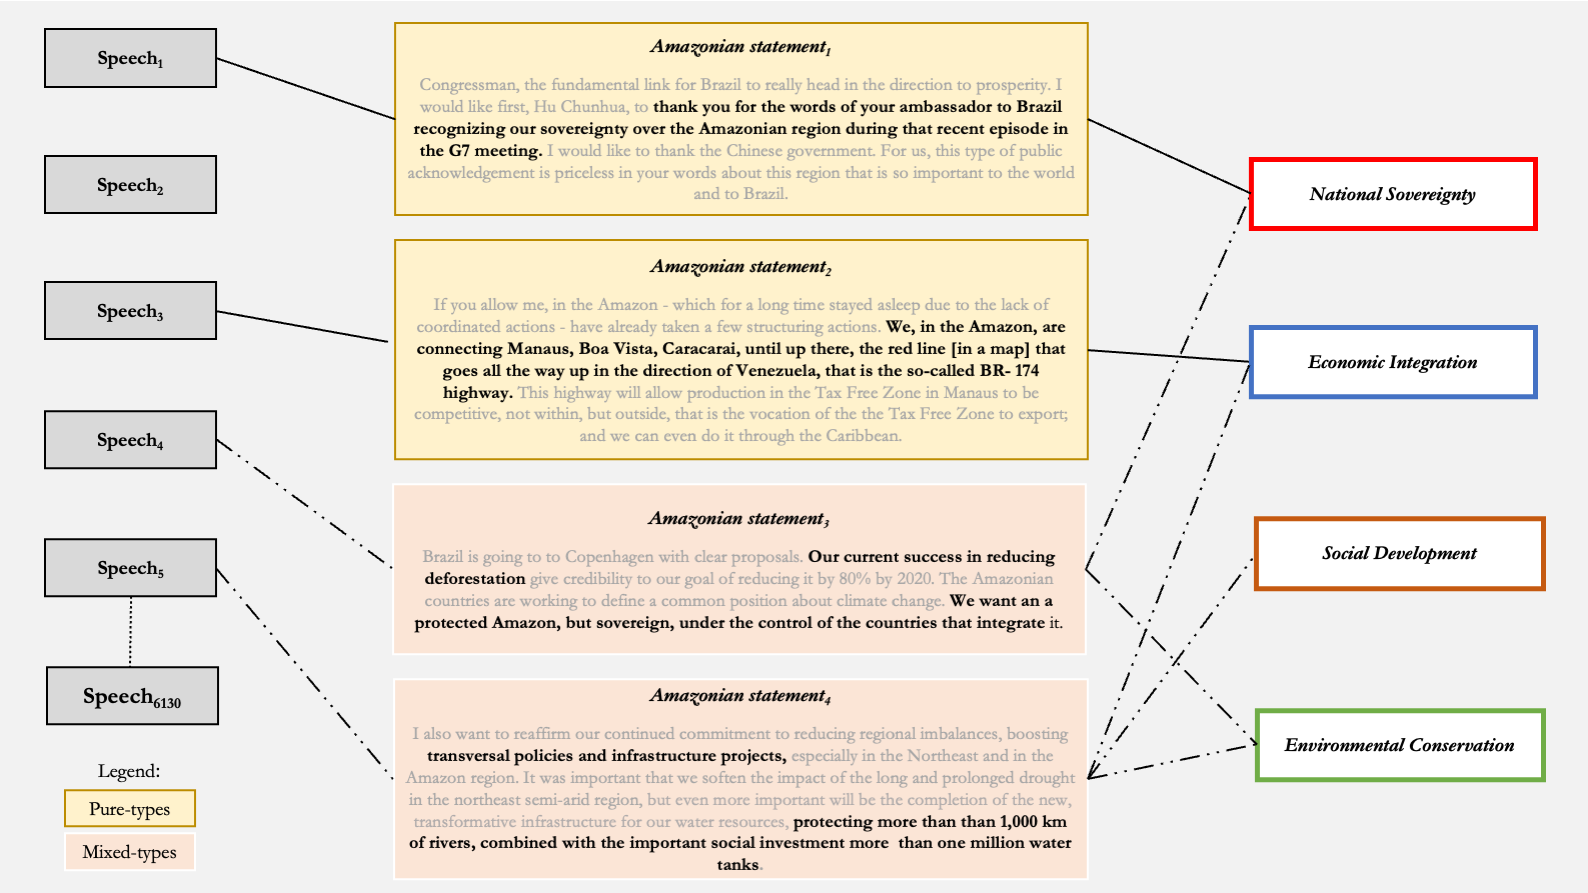 Speech1
Speech2
Speech3
Speech4
Speech5
Speech6130
Legend:
Pure-types
Mixed-types
Amazonian statement1
Congressman, the fundamental link for Brazil to really head in the direction to prosperity. I
would like first, Hu Chunhua, to thank you for the words of your ambassador to Brazil
recognizing our sovereignty over the Amazonian region during that recent episode in
the G7 meeting. I would like to thank the Chinese government. For us, this type of public
acknowledgement is priceless in your words about this region that is so important to the world
and to Brazil.
Amazonian statement2
If you allow me, in the Amazon - which for a long time stayed asleep due to the lack of
coordinated actions - have already taken a few structuring actions. We, in the Amazon, are
connecting Manaus, Boa Vista, Caracarai, until up there, the red line [in a map] that
goes all the way up in the direction of Venezuela, that is the so-called BR- 174
highway. This highway will allow production in the Tax Free Zone in Manaus to be
competitive, not within, but outside, that is the vocation of the the Tax Free Zone to export;
and we can even do it through the Caribbean.
Amazonian statement3
Brazil is going to to Copenhagen with clear proposals. Our current success in reducing
deforestation give credibility to our goal of reducing it by 80% by 2020. The Amazonian
countries are working to define a common position about climate change. We want an a
protected Amazon, but sovereign, under the control of the countries that integrate it.
Amazonian statement4
I also want to reaffirm our continued commitment to reducing regional imbalances, boosting
transversal policies and infrastructure projects, especially in the Northeast and in the
Amazon region. It was important that we soften the impact of the long and prolonged drought
in the northeast semi-arid region, but even more important will be the completion of the new,
transformative infrastructure for our water resources, protecting more than than 1,000 km
of rivers, combined with the important social investment more than one million water
tanks.
National Sovereignty
Economic Integration
Social Development
Environmental Conservation